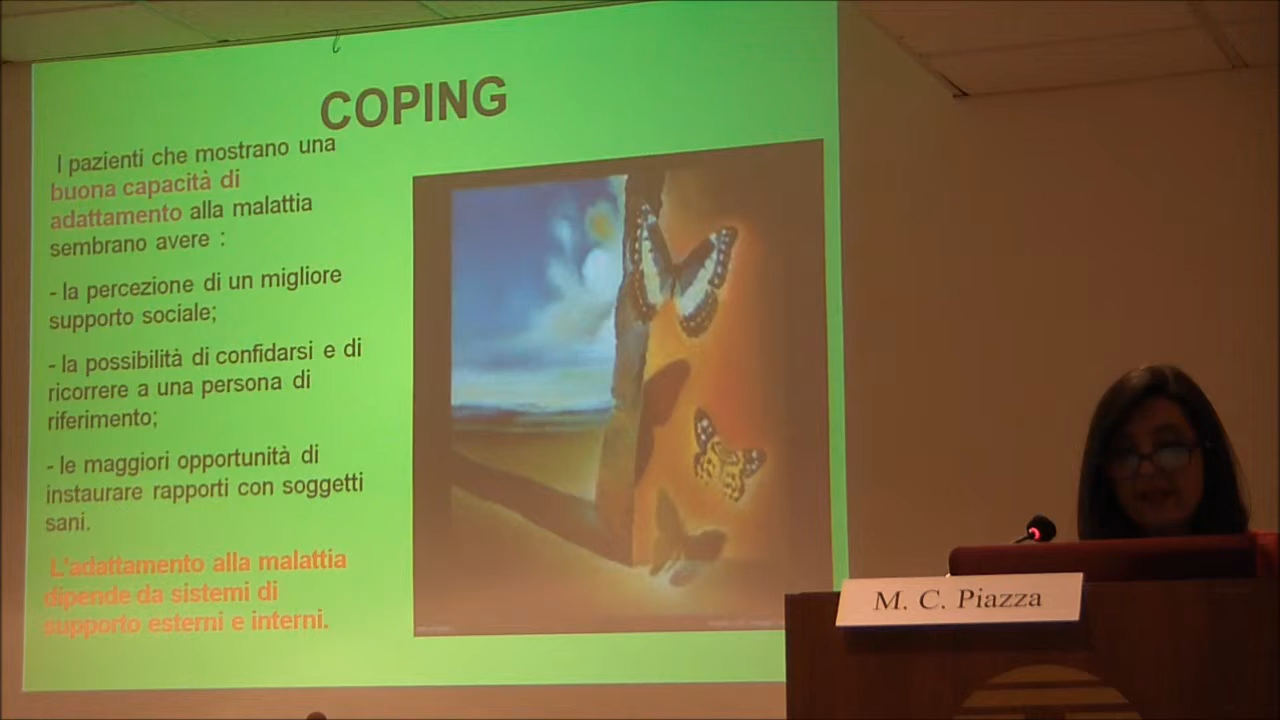 COPING
I pazienti che mostrano una
buona capacità di
adattamento alla malattia
sembrano avere :
- la percezione di un migliore
supporto sociale;
- la possibilità di confidarsi e di
ricorrere a una persona di
riferimento;
- le maggiori opportunità di
instaurare rapporti con soggetti
sani.
L'adattamento alla malattia
dipende da sistemi di
supporto esterni e interni.
M. C. Piazza